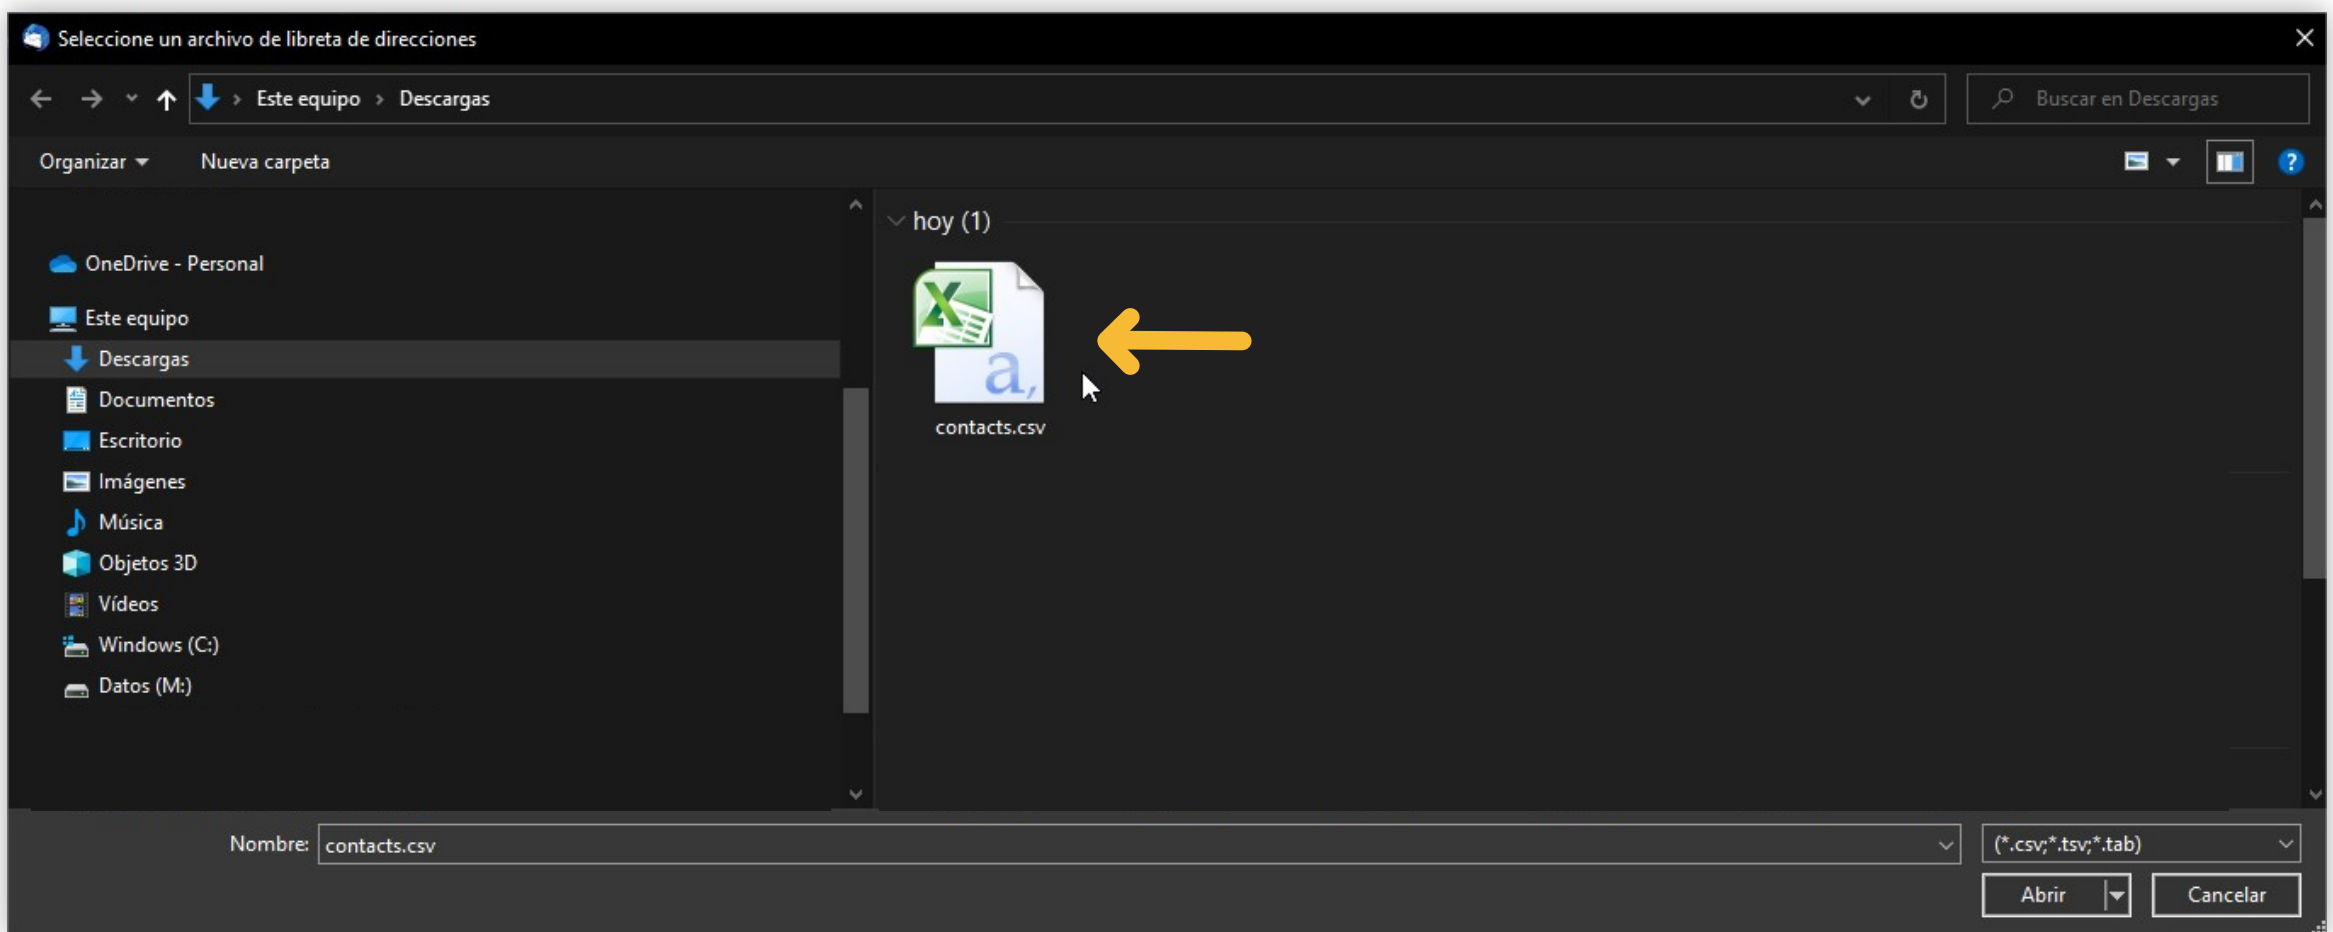 Seleccione un archivo de libreta de direcciones
Este equipo > Descargas
Buscar en Descargas
Organizar
Nueva carpeta
OneDrive - Personal
Este equipo
Descargas
Documentos
Escritorio
Imágenes
Música
Objetos 3D
Vídeos
Windows (C:)
Datos (M:)
hoy (1)
a,
contacts.csv
Nombre: contacts.csv
(*.csv;*.tsv;*.tab)
Abrir
Cancelar